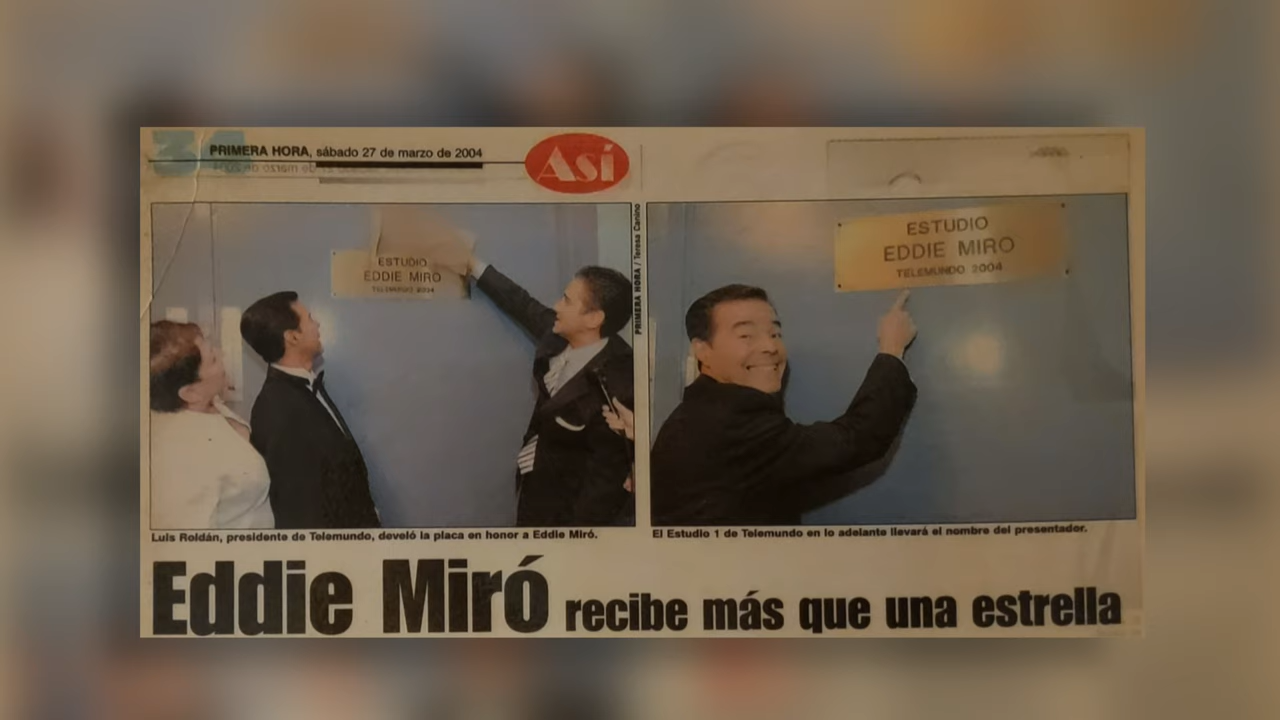 34 PRIMERA HORA, sábado 27 de marzo de 2004
Así
ESTUDIO
EDDIE MIRO
TELEMUNDO 2004
PRIMERA HORA / Teresa Canino
ESTUDIO
EDDIE MIRO
TELEMUNDO 2004
Luis Roldán, presidente de Telemundo, develó la placa en honor a Eddie Miró.
El Estudio 1 de Telemundo en lo adelante llevará el nombre del presentador.
Eddie Miró recibe más que una estrella